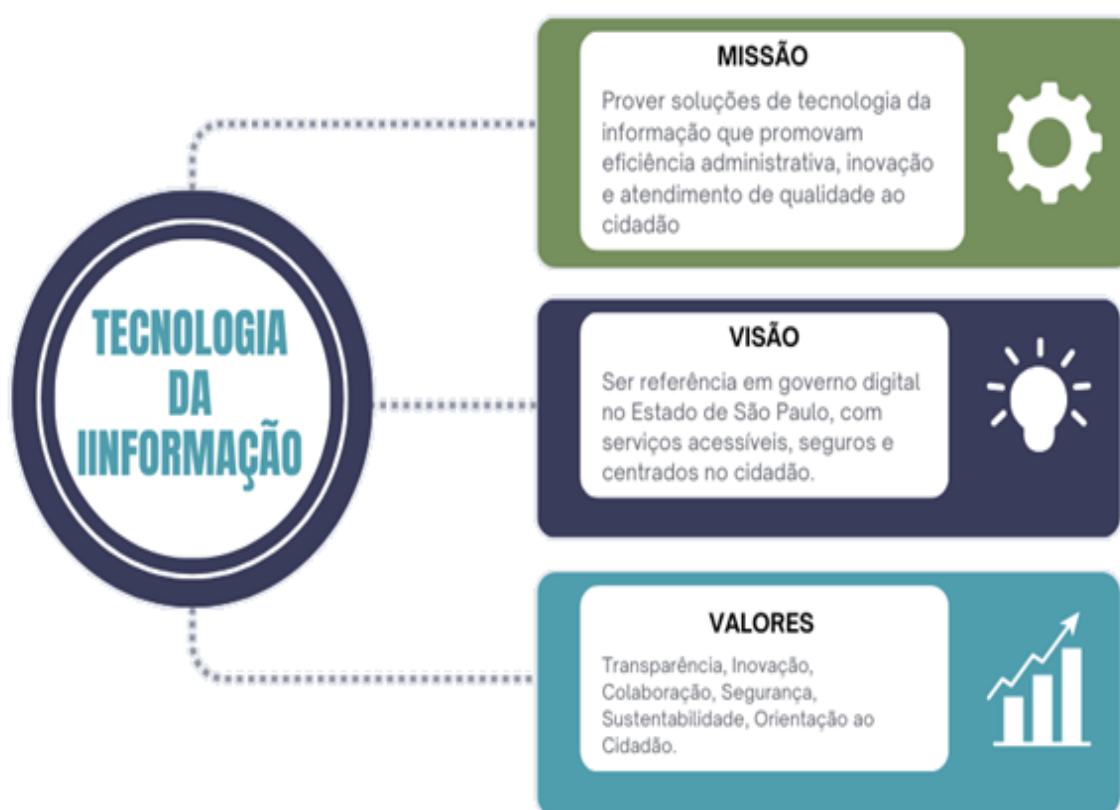 TECNOLOGIA
DA
IINFORMAÇÃO
MISSÃO
Prover soluções de tecnologia da
informação que promovam
eficiência administrativa, inovação
e atendimento de qualidade ao
cidadão
VISÃO
Ser referência em governo digital
no Estado de São Paulo, com
serviços acessíveis, seguros e
centrados no cidadão.
VALORES
Transparência, Inovação,
Colaboração, Segurança,
Sustentabilidade, Orientação ao
Cidadão.